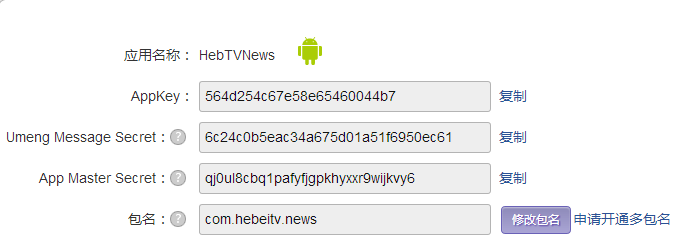 应用名称： HebTVNews
AppKey： 564d254c67e58e65460044b7 复制
Umeng Message Secret： ? 6c24c0b5eac34a675d01a51f6950ec61 复制
App Master Secret： ? qj0ul8cbq1pafyfjgpkhyxxr9wijkvy6 复制
包名： ? com.hebeitv.news 修改包名 申请开通多包名